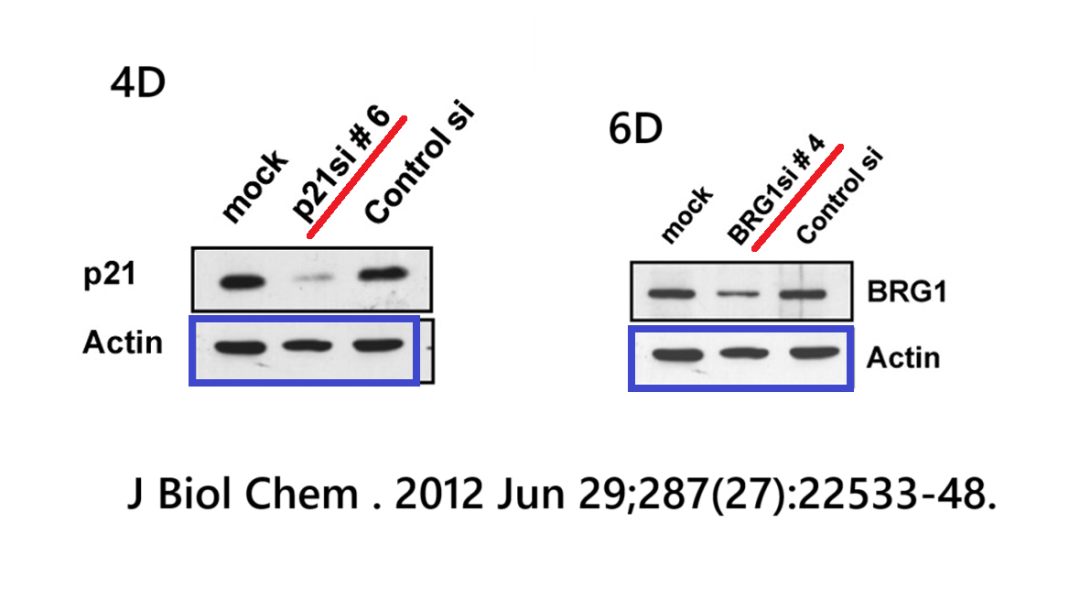 4D
mock
p21si # 6
Control si
p21
Actin
6D
mock
BRG1si # 4
Control si
BRG1
Actin
J Biol Chem . 2012 Jun 29;287(27):22533-48.